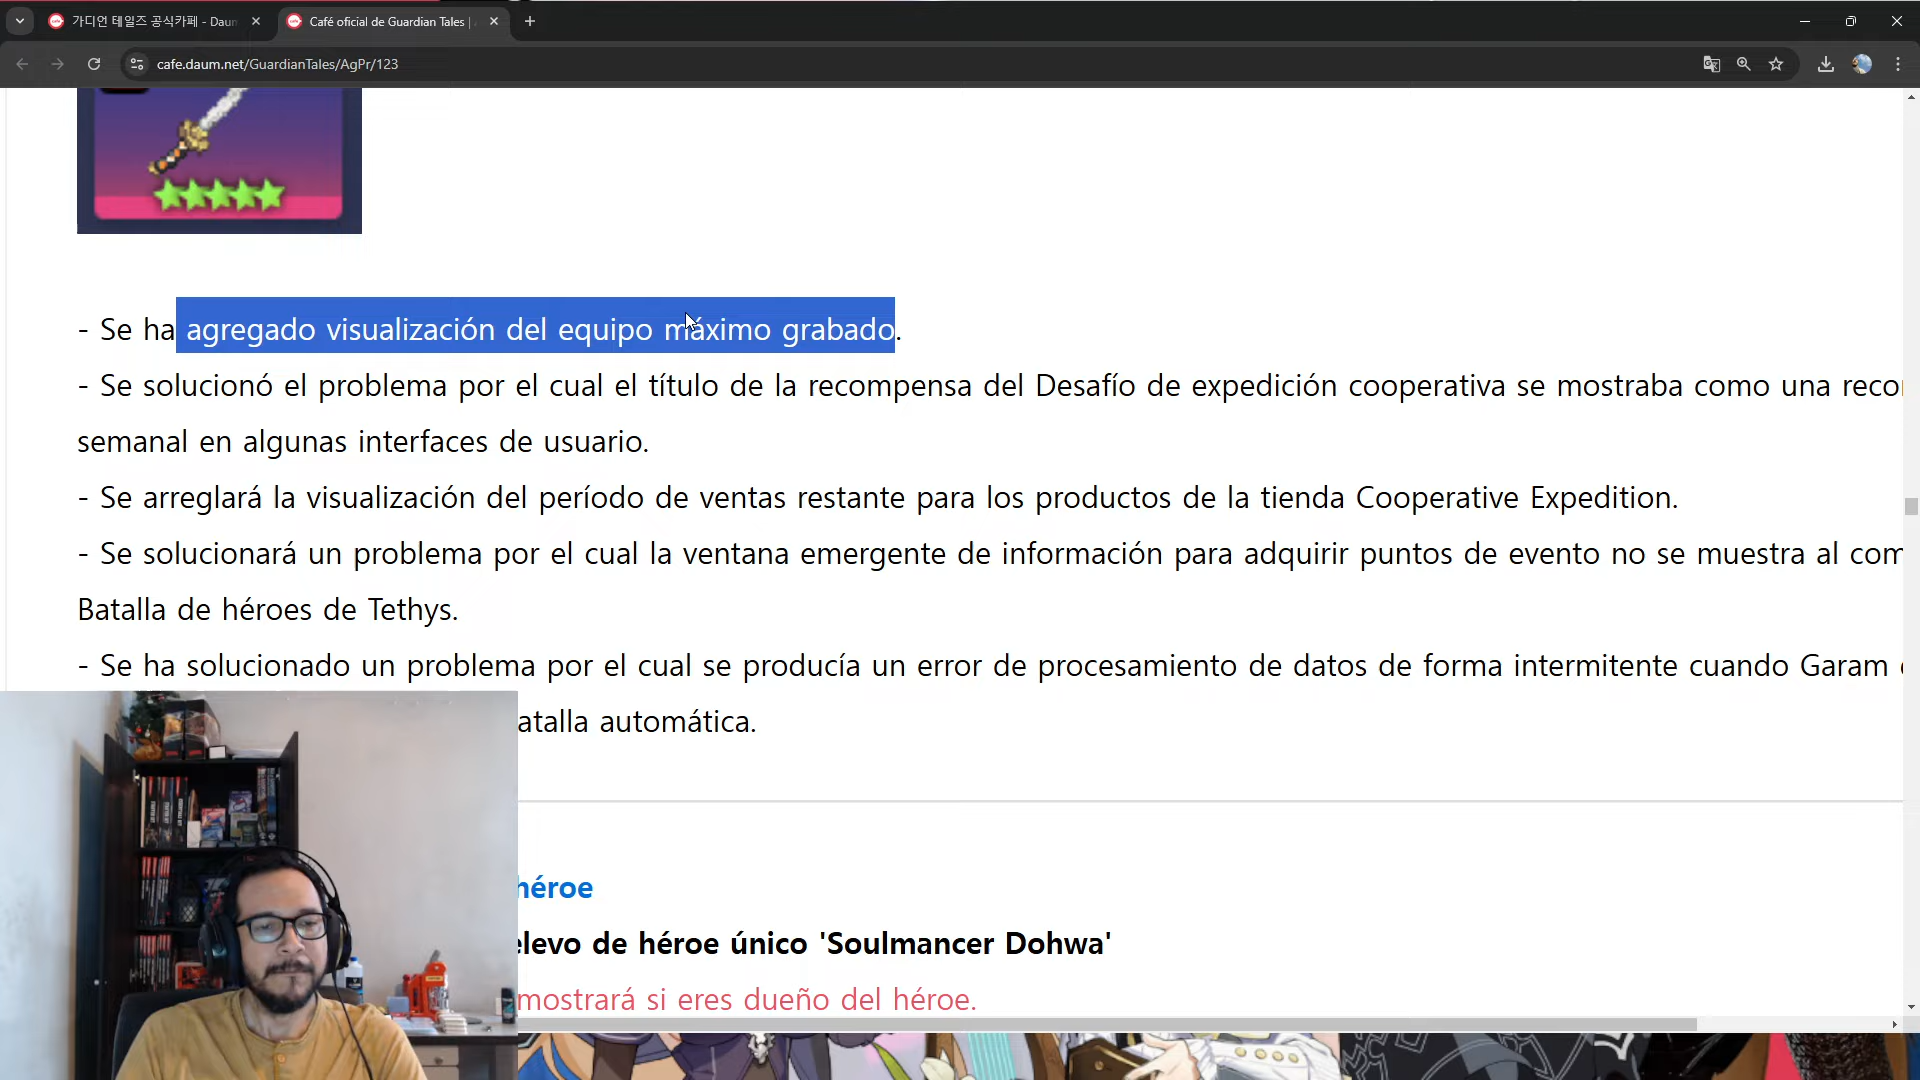 가디언 테일즈 공식카페 - Daum
Café oficial de Guardian Tales |
cafe.daum.net/GuardianTales/AgPr/123
- Se ha agregado visualización del equipo máximo grabado.
- Se solucionó el problema por el cual el título de la recompensa del Desafío de expedición cooperativa se mostraba como una reco
semanal en algunas interfaces de usuario.
- Se arreglará la visualización del período de ventas restante para los productos de la tienda Cooperative Expedition.
- Se solucionará un problema por el cual la ventana emergente de información para adquirir puntos de evento no se muestra al com
Batalla de héroes de Tethys.
- Se ha solucionado un problema por el cual se producía un error de procesamiento de datos de forma intermitente cuando Garam
atalla automática.
héroe
elevo de héroe único 'Soulmancer Dohwa'
mostrará si eres dueño del héroe.